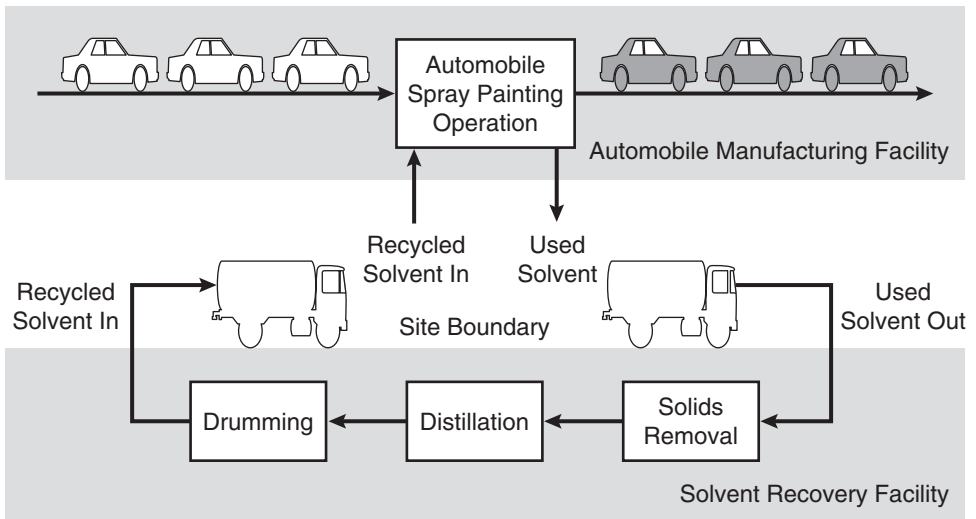 Automobile
Spray Painting
Operation
Automobile Manufacturing Facility
Recycled
Solvent In
Used
Solvent
Recycled
Solvent In
Used
Solvent Out
Site Boundary
Drumming
Distillation
Solids
Removal
Solvent Recovery Facility